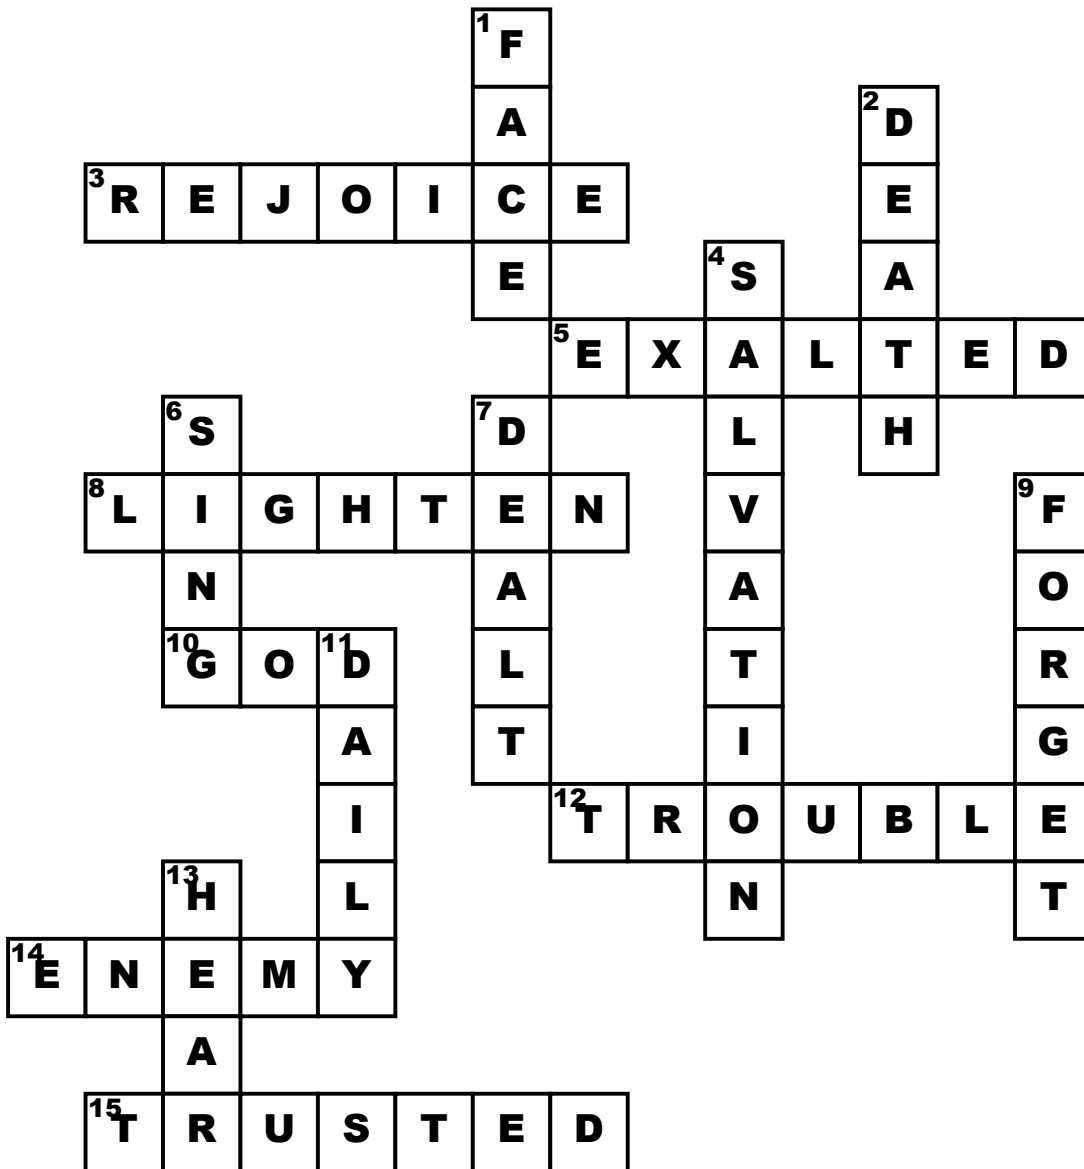 1 F
A 2 D
3 R E J O I C E E
E 4 S A
5 E X A L T E D
6 S 7 D L H
8 L I G H T E N V 9 F
N A A O
10 G O 11 D L T R
A T I G
I 12 T R O U B L E
13 H L N T
14 E N E M Y
A
15 T R U S T E D